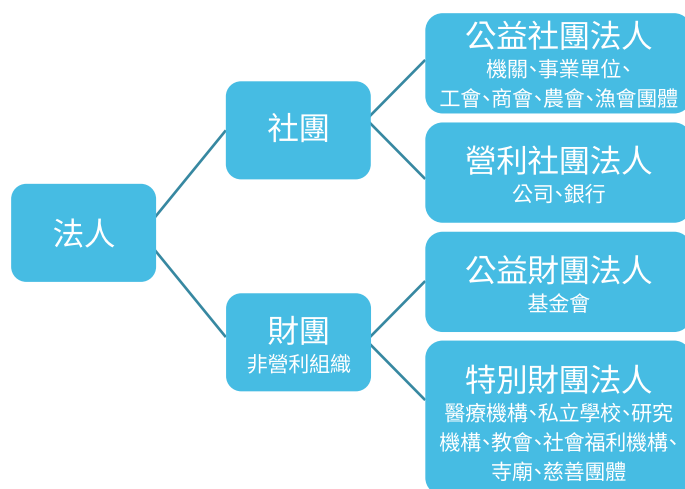 法人
社團
公益社團法人
機關、事業單位、
工會、商會、農會、漁會團體
營利社團法人
公司、銀行
財團
非營利組織
公益財團法人
基金會
特別財團法人
醫療機構、私立學校、研究
機構、教會、社會福利機構、
寺廟、慈善團體